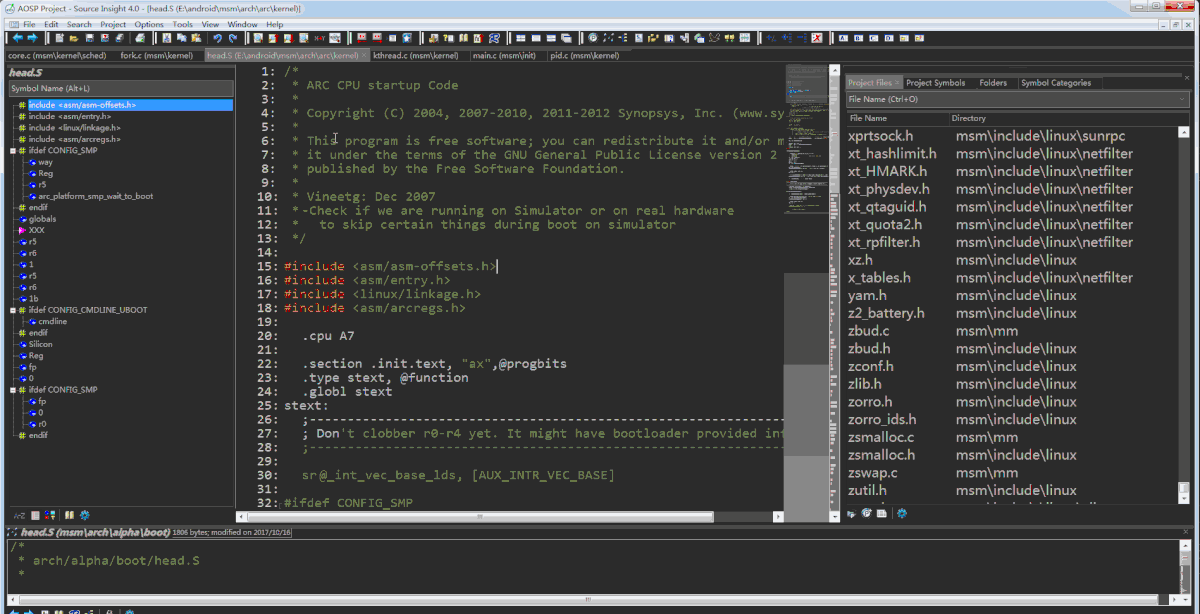 AOSP Project - Source Insight 4.0 - [head.S (E:\android\msm\arch\arc\kernel)]
File Edit Search Project Options Tools View Window Help
core.c (msm\kernel\sched) fork.c (msm\kernel) head.S (E:\android\msm\arch\arc\kernel) kthread.c (msm\kernel) main.c (msm\init) pid.c (msm\kernel)
head.S
Symbol Name (Alt+L)
include <asm/asm-offsets.h>
include <asm/entry.h>
include <linux/linkage.h>
include <asm/arcregs.h>
ifdef CONFIG_SMP
way
Reg
r5
arc_platform_smp_wait_to_boot
endif
globals
XXX
r5
r6
1
r5
r6
1b
ifdef CONFIG_CMDLINE_UBOOT
cmdline
endif
Silicon
Reg
fp
0
ifdef CONFIG_SMP
fp
0
r0
endif
1: /*
2: * ARC CPU startup Code
3: *
4: * Copyright (C) 2004, 2007-2010, 2011-2012 Synopsys, Inc. (www.sy
5: *
6: * This program is free software; you can redistribute it and/or m
7: * it under the terms of the GNU General Public License version 2
8: * published by the Free Software Foundation.
9: *
10: * Vineetg: Dec 2007
11: * -Check if we are running on Simulator or on real hardware
12: * to skip certain things during boot on simulator
13: */
14:
15: #include <asm/asm-offsets.h>
16: #include <asm/entry.h>
17: #include <linux/linkage.h>
18: #include <asm/arcregs.h>
19:
20: .cpu A7
21:
22: .section .init.text, "ax",@progbits
23: .type stext, @function
24: .globl stext
25: stext:
26: ;-------------------------------------------------------------------
27: ; Don't clobber r0-r4 yet. It might have bootloader provided in
28: ;-------------------------------------------------------------------
29:
30: sr@_int_vec_base_lds, [AUX_INTR_VEC_BASE]
31:
32: #ifdef CONFIG_SMP
Project Files Project Symbols Folders Symbol Categories
File Name (Ctrl+O)
File Name Directory
xprtsock.h msm\include\linux\sunrpc
xt_hashlimit.h msm\include\linux\netfilter
xt_HMARK.h msm\include\linux\netfilter
xt_physdev.h msm\include\linux\netfilter
xt_qtaguid.h msm\include\linux\netfilter
xt_quota2.h msm\include\linux\netfilter
xt_rpfilter.h msm\include\linux\netfilter
xz.h msm\include\linux
x_tables.h msm\include\linux\netfilter
yam.h msm\include\linux
z2_battery.h msm\include\linux
zbud.c msm\mm
zbud.h msm\include\linux
zconf.h msm\include\linux
zlib.h msm\include\linux
zorro.h msm\include\linux
zorro_ids.h msm\include\linux
zsmalloc.c msm\mm
zsmalloc.h msm\include\linux
zswap.c msm\mm
zutil.h msm\include\linux
head.S (msm\arch\alpha\boot) 1806 bytes; modified on 2017/10/16
/*
* arch/alpha/boot/head.S
*